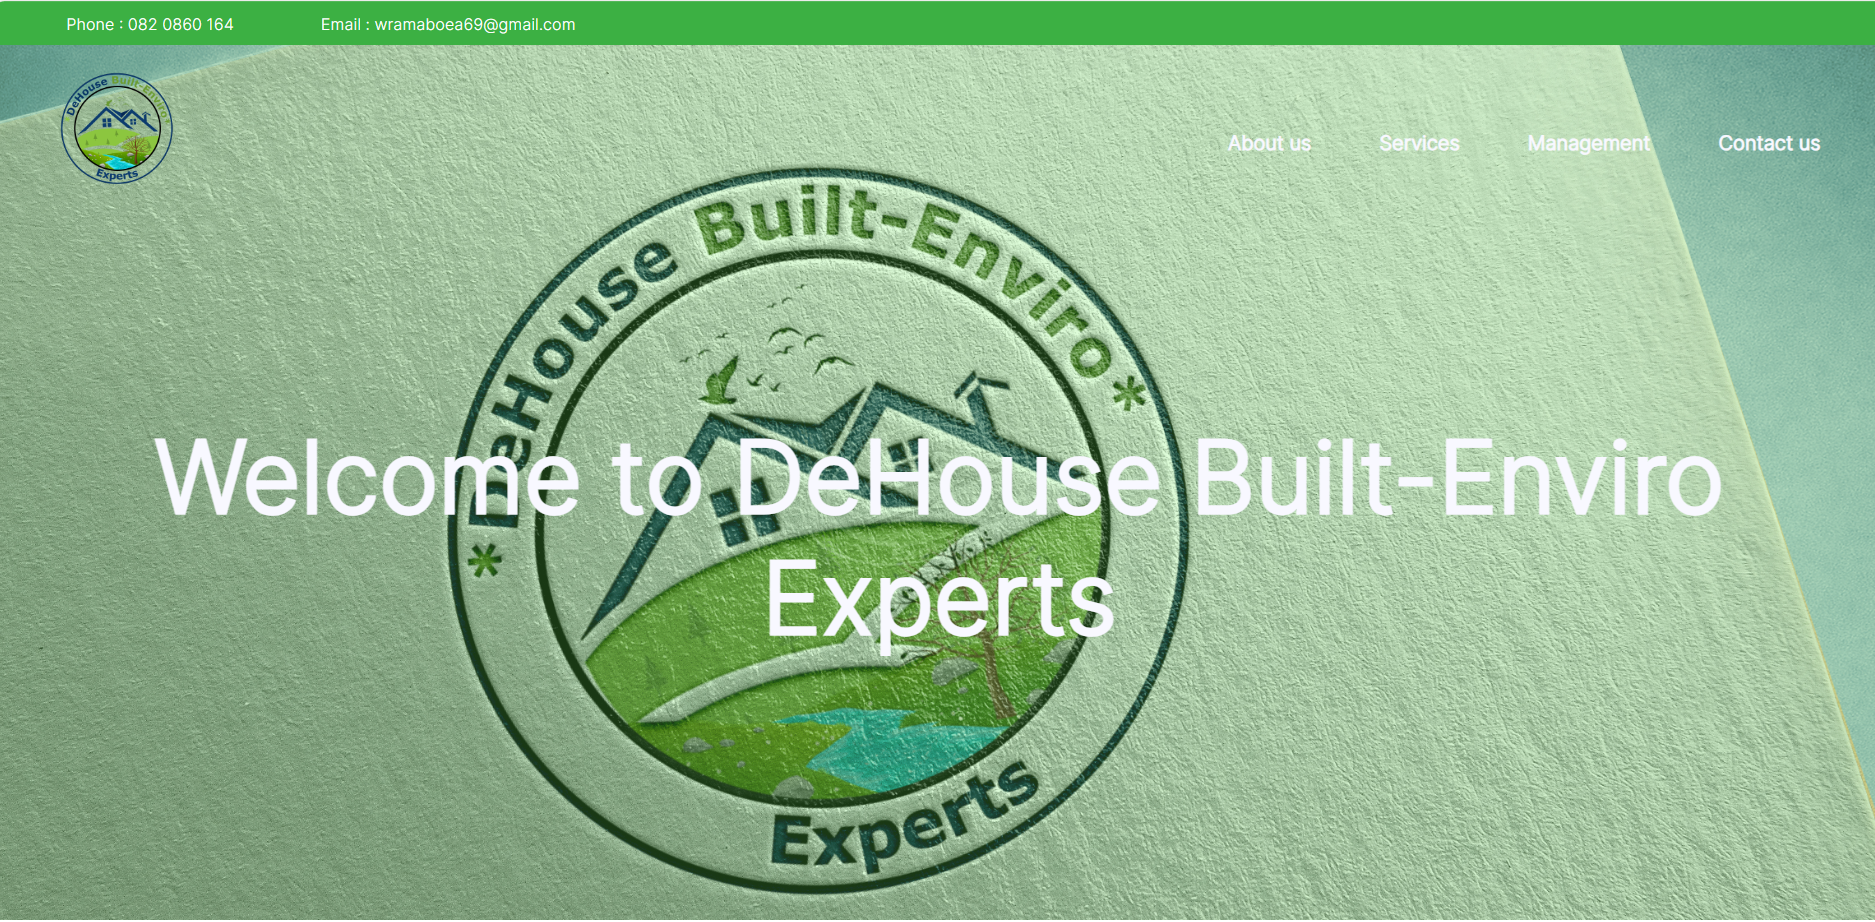 Phone : 082 0860 164
Email : wramaboea69@gmail.com
DeHouse Built-Enviro
Experts
About us
Services
Management
Contact us
*DeHouse Built-Enviro*
Welcome to DeHouse Built-Enviro
Experts
Experts